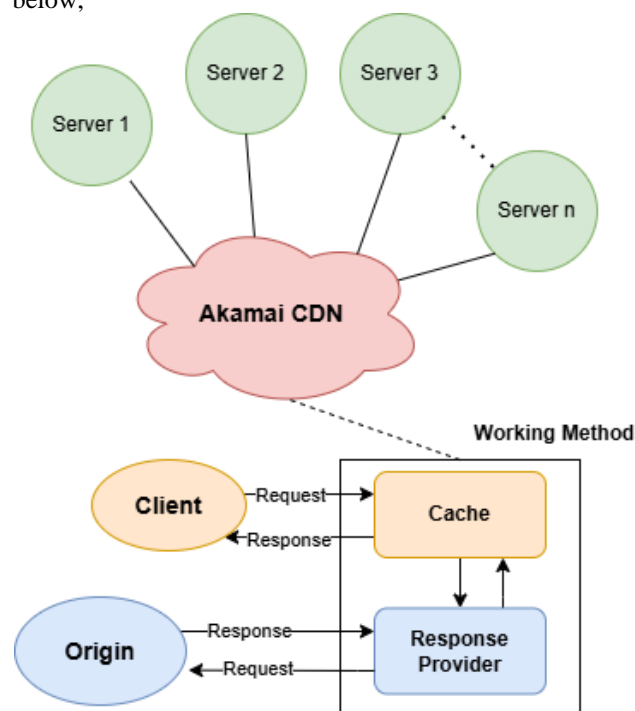 below;
Server 1
Server 2
Server 3
Server n
Akamai CDN
Working Method
Client
Request
Response
Cache
Origin
Response
Request
Response
Provider